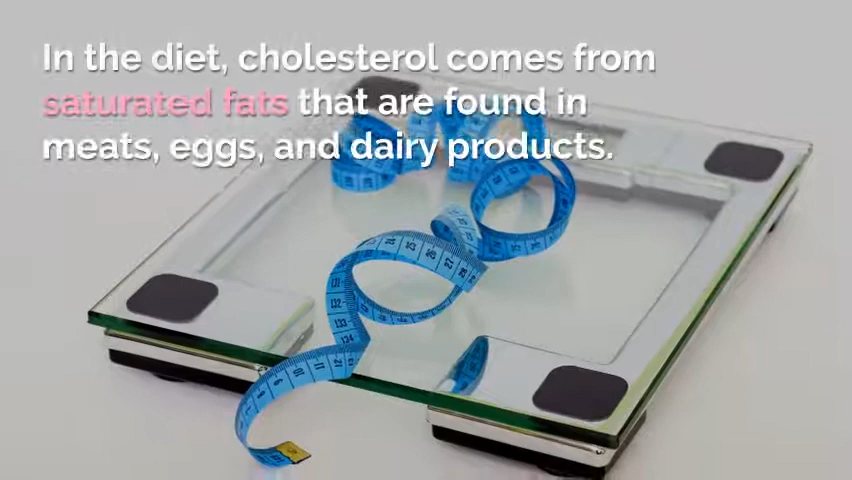 In the diet, cholesterol comes from
saturated fats that are found in
meats, eggs, and dairy products.